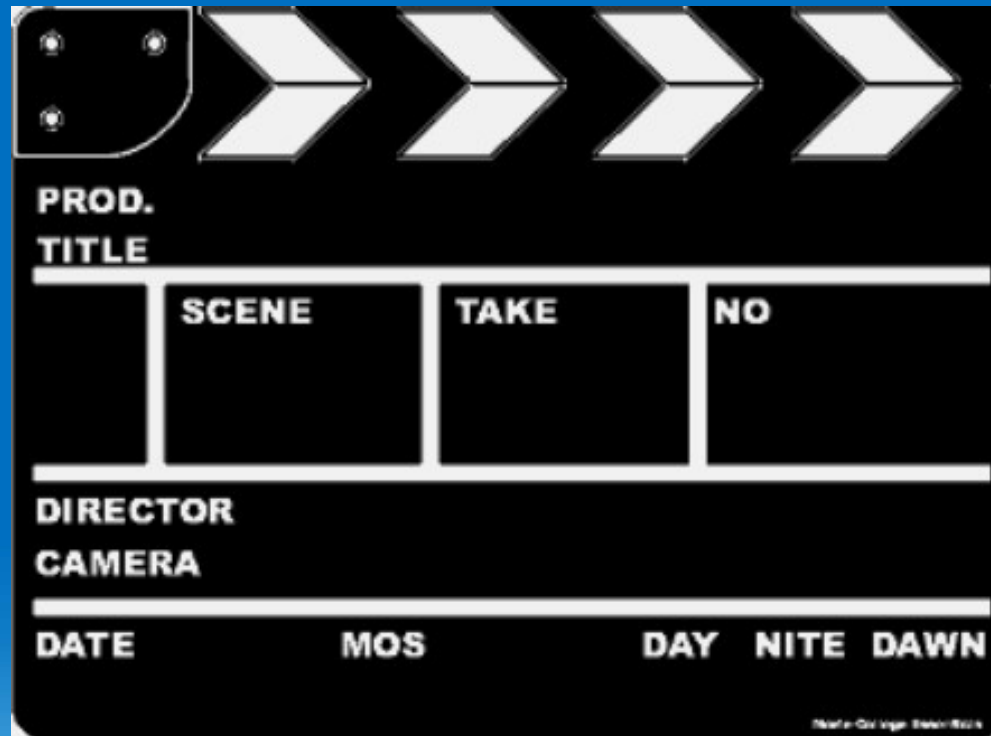 PROD.
TITLE
SCENE TAKE NO
DIRECTOR
CAMERA
DATE MOS DAY NITE DAWN